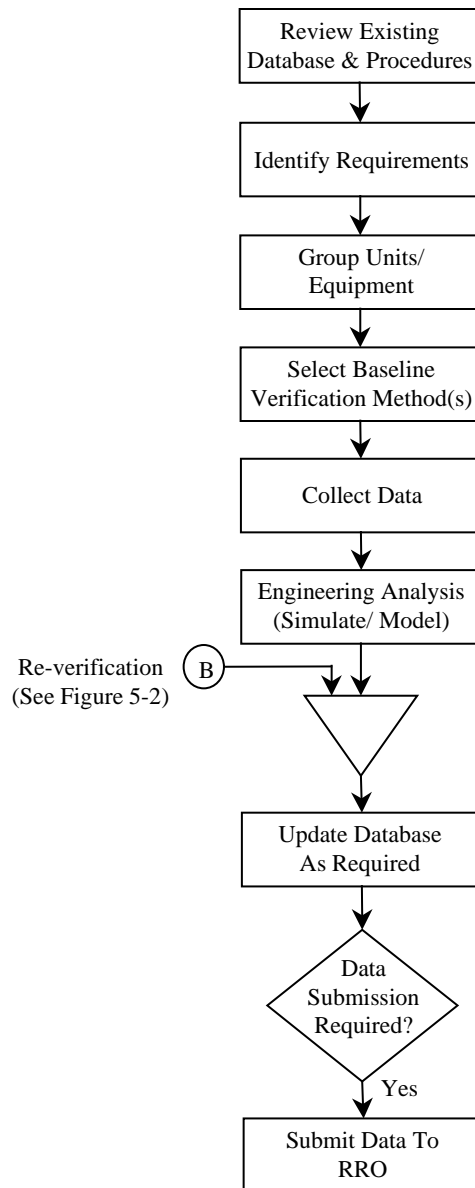 Review Existing
Database & Procedures
Identify Requirements
Group Units/
Equipment
Select Baseline
Verification Method(s)
Collect Data
Engineering Analysis
(Simulate/ Model)
Re-verification
(See Figure 5-2)
B
Update Database
As Required
Data
Submission
Required?
Yes
Submit Data To
RRO